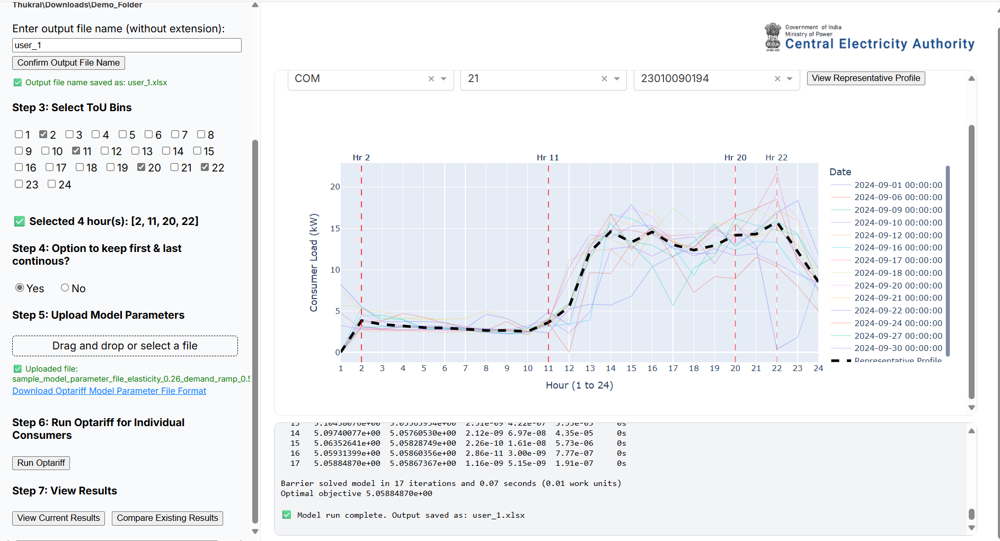 Thukral\Downloads\Demo_Folder
Enter output file name (without extension):
user_1
Confirm Output File Name
✅ Output file name saved as: user_1.xlsx
Step 3: Select ToU Bins
1 2 3 4 5 6 7 8
9 10 11 12 13 14 15
16 17 18 19 20 21 22
23 24
✅ Selected 4 hour(s): [2, 11, 20, 22]
Step 4: Option to keep first & last
continous?
Yes No
Step 5: Upload Model Parameters
Drag and drop or select a file
✅ Uploaded file:
sample_model_parameter_file_elasticity_0.26_demand_ramp_0.5
Download Optariff Model Parameter File Format
Step 6: Run Optariff for Individual
Consumers
Run Optariff
Step 7: View Results
View Current Results Compare Existing Results
Government of India
Ministry of Power
Central Electricity Authority
COM 21 23010090194 View Representative Profile
Hr 2 Hr 11 Hr 20 Hr 22
20
15
10
5
0
Consumer Load (kW)
1 2 3 4 5 6 7 8 9 10 11 12 13 14 15 16 17 18 19 20 21 22 23 24
Hour (1 to 24)
Date
2024-09-01 00:00:00
2024-09-06 00:00:00
2024-09-09 00:00:00
2024-09-10 00:00:00
2024-09-12 00:00:00
2024-09-16 00:00:00
2024-09-17 00:00:00
2024-09-18 00:00:00
2024-09-20 00:00:00
2024-09-21 00:00:00
2024-09-22 00:00:00
2024-09-24 00:00:00
2024-09-27 00:00:00
2024-09-30 00:00:00
Representative Profile
14 5.09740077e+00 5.05760530e+00 2.12e-09 6.97e-08 4.35e-05 0s
15 5.06352641e+00 5.05828749e+00 2.26e-10 1.61e-08 5.73e-06 0s
16 5.05931399e+00 5.05860356e+00 2.86e-11 3.00e-09 7.77e-07 0s
17 5.05884870e+00 5.05867367e+00 1.16e-09 5.15e-09 1.91e-07 0s
Barrier solved model in 17 iterations and 0.07 seconds (0.01 work units)
Optimal objective 5.05884870e+00
✅ Model run complete. Output saved as: user_1.xlsx